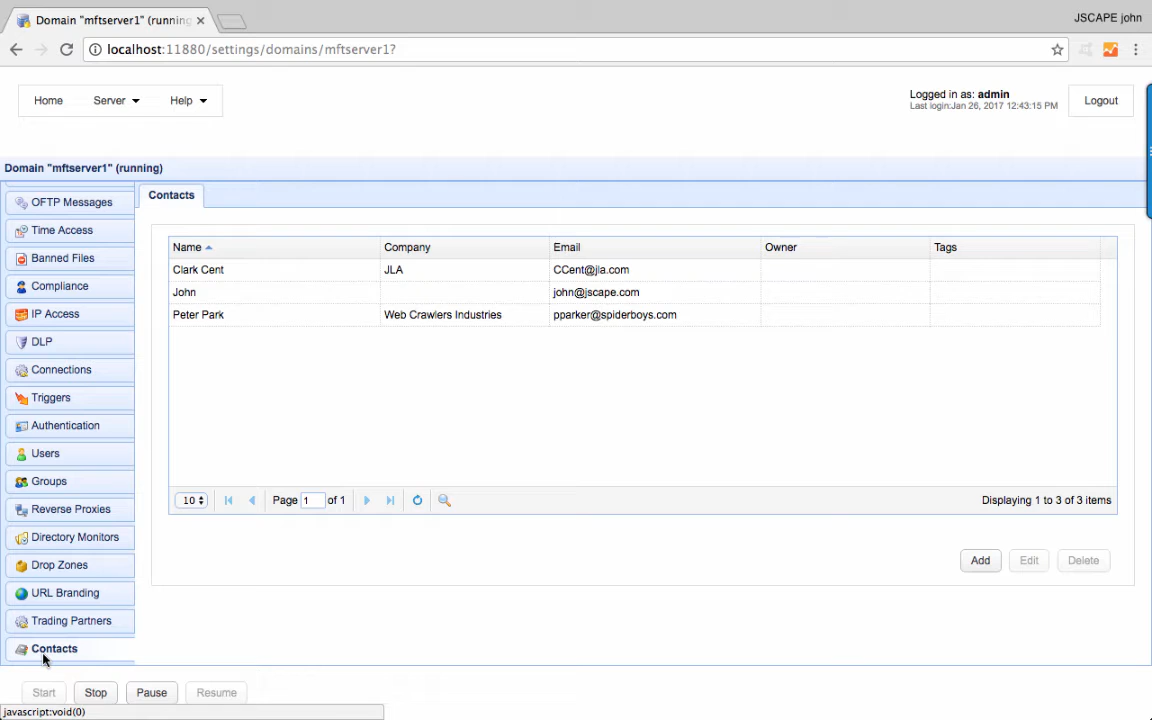 Domain "mftserver1" (running
JSCAPE john
localhost:11880/settings/domains/mftserver1?
Home
Server
Help
Logged in as: admin
Last login:Jan 26, 2017 12:43:15 PM
Logout
Domain "mftserver1" (running)
OFTP Messages
Time Access
Banned Files
Compliance
IP Access
DLP
Connections
Triggers
Authentication
Users
Groups
Reverse Proxies
Directory Monitors
Drop Zones
URL Branding
Trading Partners
Contacts
Contacts
Name Company Email Owner Tags
Clark Cent JLA CCent@jla.com
John john@jscape.com
Peter Park Web Crawlers Industries pparker@spiderboys.com
10 Page 1 of 1 Displaying 1 to 3 of 3 items
Add Edit Delete
Start Stop Pause Resume
javascript:void(0)